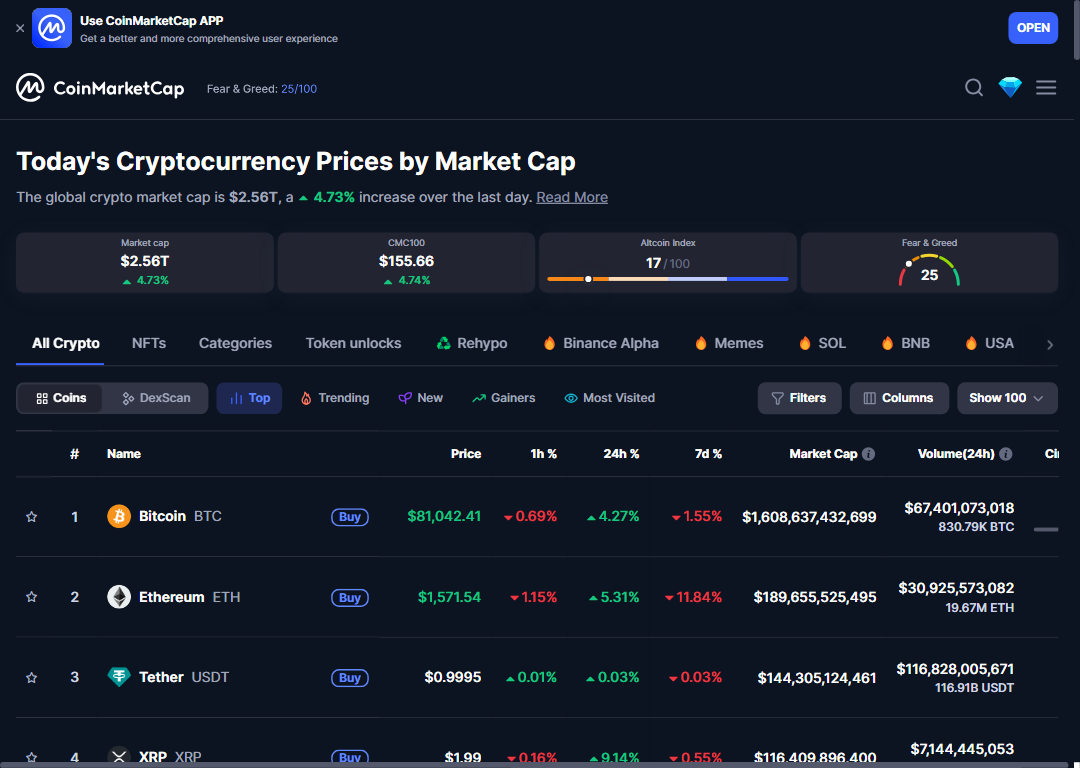 Use CoinMarketCap APP
Get a better and more comprehensive user experience
OPEN
CoinMarketCap Fear & Greed: 25/100
Today's Cryptocurrency Prices by Market Cap
The global crypto market cap is $2.56T, a 4.73% increase over the last day. Read More
Market cap CMC100 Altcoin Index Fear & Greed
$2.56T $155.66 17/100 25
4.73% 4.74%
All Crypto NFTs Categories Token unlocks Rehypo Binance Alpha Memes SOL BNB USA
Coins DexScan Top Trending New Gainers Most Visited Filters Columns Show 100
# Name Price 1h % 24h % 7d % Market Cap Volume(24h)
1 Bitcoin BTC Buy $81,042.41 0.69% 4.27% 1.55% $1,608,637,432,699 $67,401,073,018
830.79K BTC
2 Ethereum ETH Buy $1,571.54 1.15% 5.31% 11.84% $189,655,525,495 $30,925,573,082
19.67M ETH
3 Tether USDT Buy $0.9995 0.01% 0.03% 0.03% $144,305,124,461 $116,828,005,671
116.91B USDT
4 XRP XRP Buy $1.99 0.16% 9.14% 0.55% $116,409,896,400 $7,144,445,053